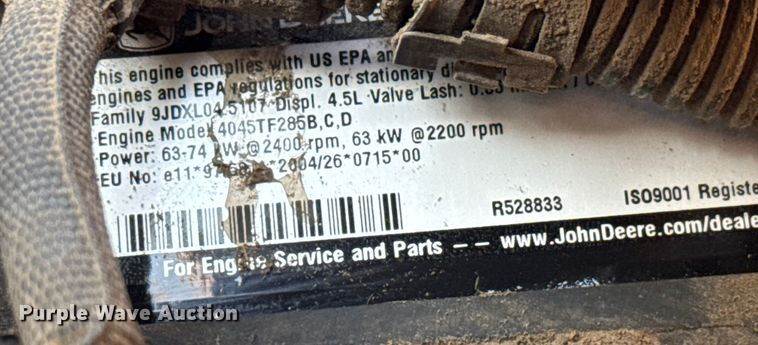 JOHN DEERE
This engine complies with US EPA an
engines and EPA regulations for stationary di
Family 9JDXL04.5107 Displ. 4.5L Valve Lash:
Engine Model 4045TF285B,C,D
Power: 63-74 kW @2400 rpm, 63 kW @2200 rpm
EU No: 2004/26*0715*00
R528833 ISO9001 Registe
For Engine Service and Parts -- www.JohnDeere.com/deale
Purple Wave Auction